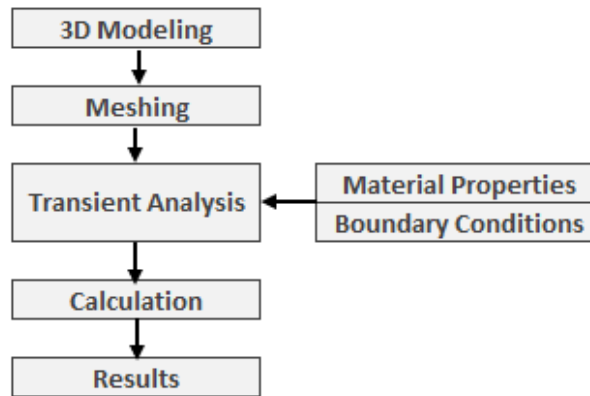 3D Modeling
Meshing
Transient Analysis
Material Properties
Boundary Conditions
Calculation
Results